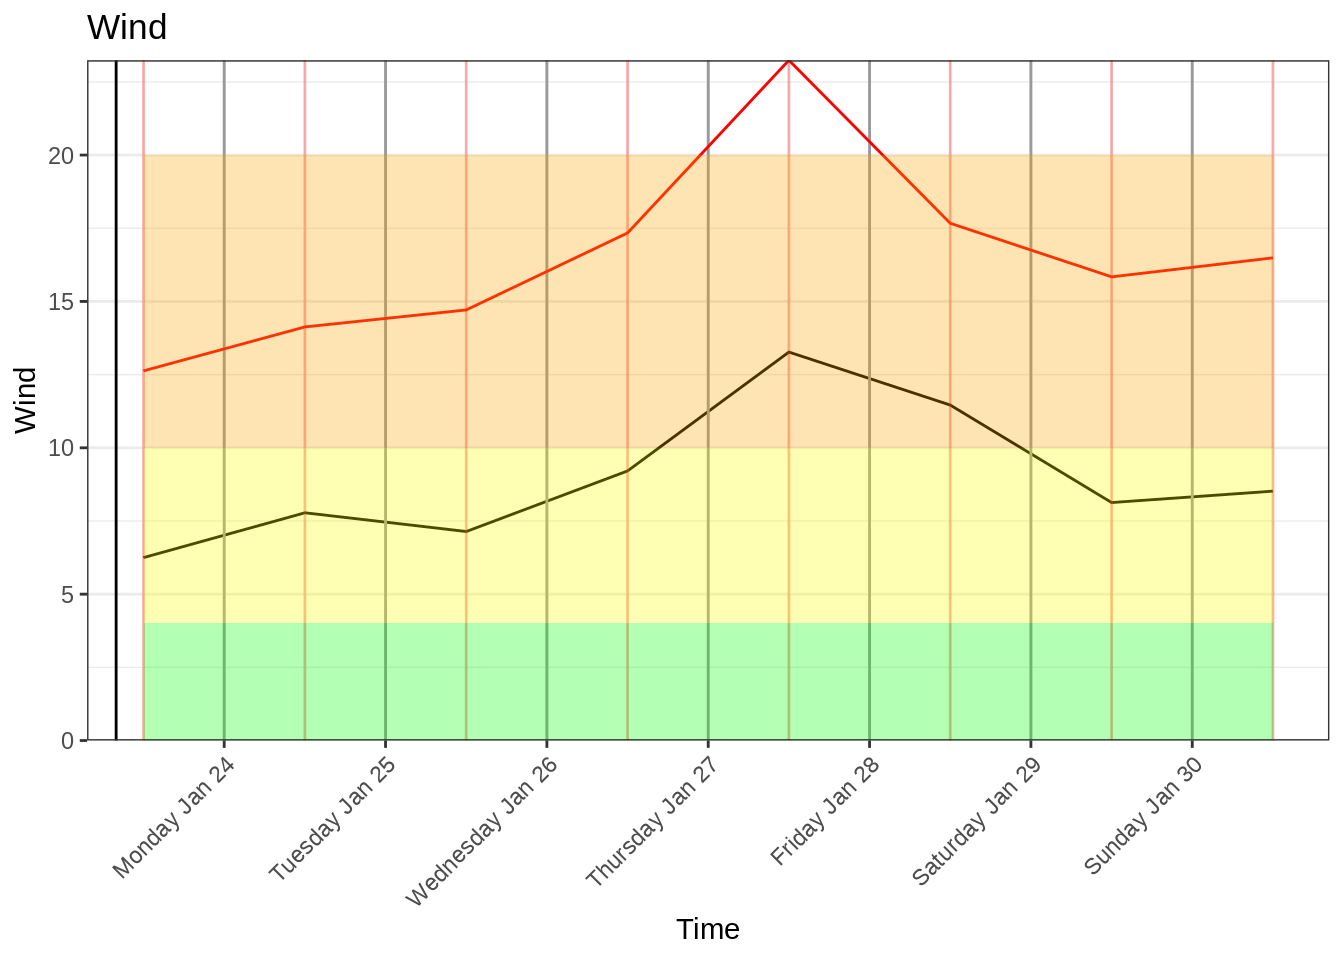 Wind
20
15
10
5
0
Wind
Monday Jan 24
Tuesday Jan 25
Wednesday Jan 26
Thursday Jan 27
Friday Jan 28
Saturday Jan 29
Sunday Jan 30
Time